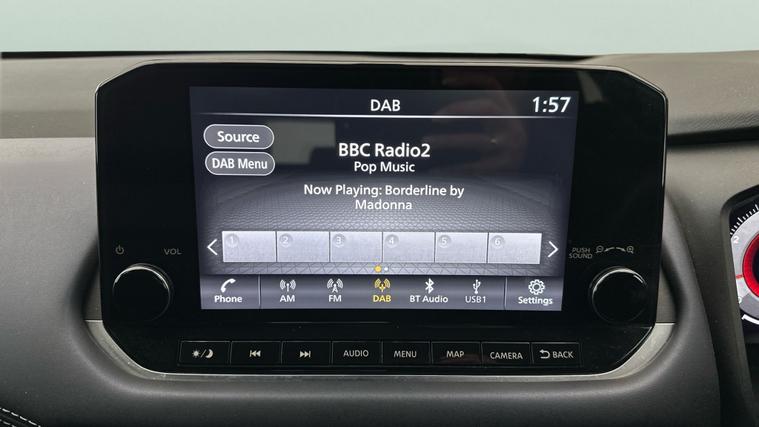 DAB
1:57
Source
BBC Radio2
DAB Menu
Pop Music
Now Playing: Borderline by
Madonna
1 2 3 4 5 6
VOL
PUSH
SOUND
Phone AM FM DAB BT Audio USB1 Settings
AUDIO MENU MAP CAMERA BACK
2